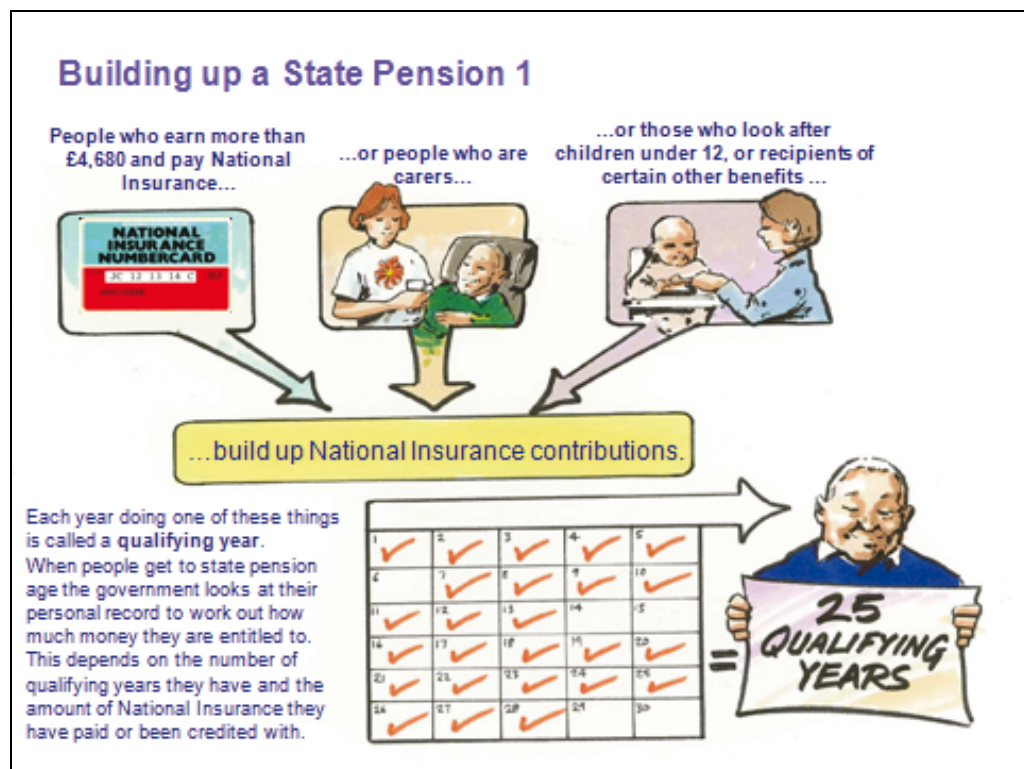 Building up a State Pension 1
People who earn more than
£4,680 and pay National
Insurance…
…or people who are
carers…
…or those who look after
children under 12, or recipients of
certain other benefits …
NATIONAL
INSURANCE
NUMBERCARD
JC 12 13 14 C
…build up National Insurance contributions.
Each year doing one of these things
is called a qualifying year.
When people get to state pension
age the government looks at their
personal record to work out how
much money they are entitled to.
This depends on the number of
qualifying years they have and the
amount of National Insurance they
have paid or been credited with.
1 2 3 4 5
6 7 8 9 10
11 12 13 14 15
16 17 18 19 20
21 22 23 24 25
26 27 28 29 30
=
25
QUALIFYING
YEARS